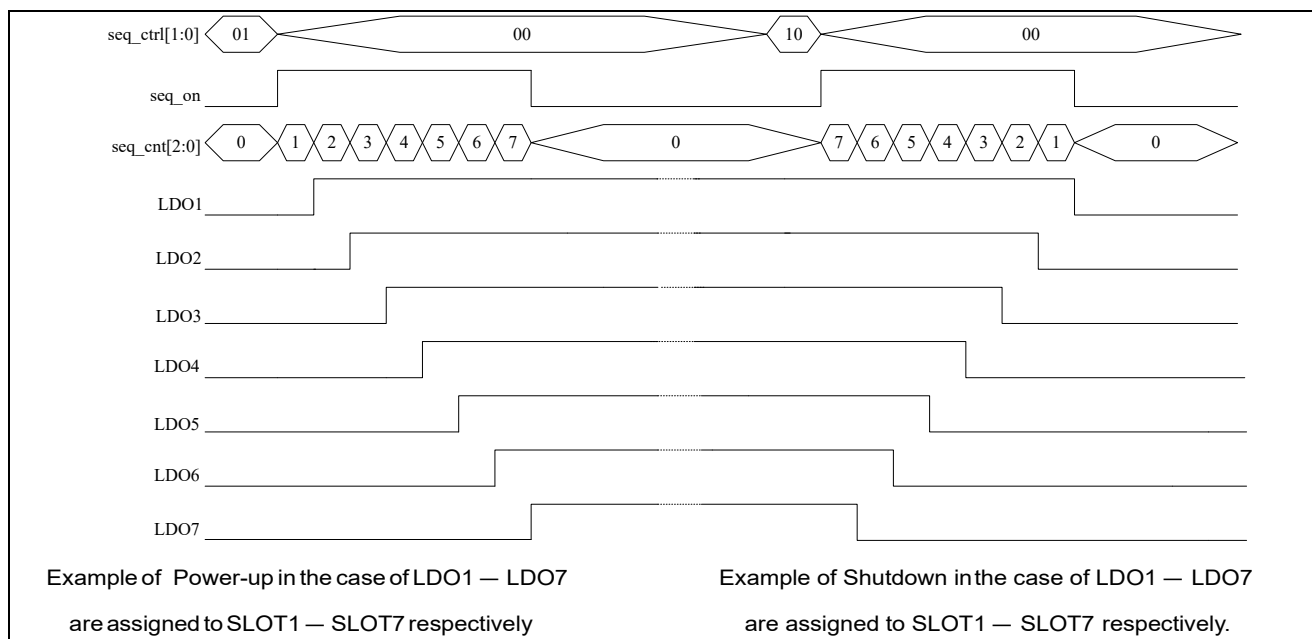 seq_ctrl[1:0] 01 00 10 00
seq_on
seq_cnt[2:0] 0 1 2 3 4 5 6 7 0 7 6 5 4 3 2 1 0
LDO1
LDO2
LDO3
LDO4
LDO5
LDO6
LDO7
Example of Power-up in the case of LDO1 — LDO7
are assigned to SLOT1 — SLOT7 respectively
Example of Shutdown in the case of LDO1 — LDO7
are assigned to SLOT1 — SLOT7 respectively.